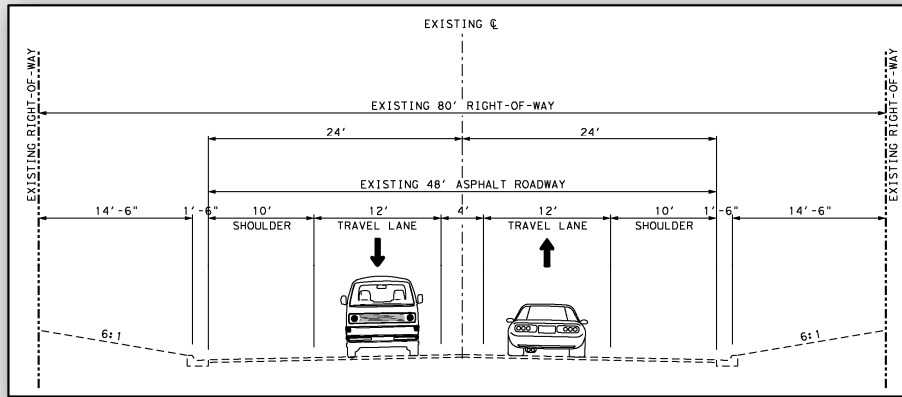 EXISTING ℄
EXISTING RIGHT-OF-WAY
EXISTING RIGHT-OF-WAY
EXISTING 80' RIGHT-OF-WAY
24' 24'
EXISTING 48' ASPHALT ROADWAY
14'-6" 1'-6" 10' 12' 4' 12' 10' 1'-6" 14'-6"
SHOULDER TRAVEL LANE TRAVEL LANE SHOULDER
6:1 6:1